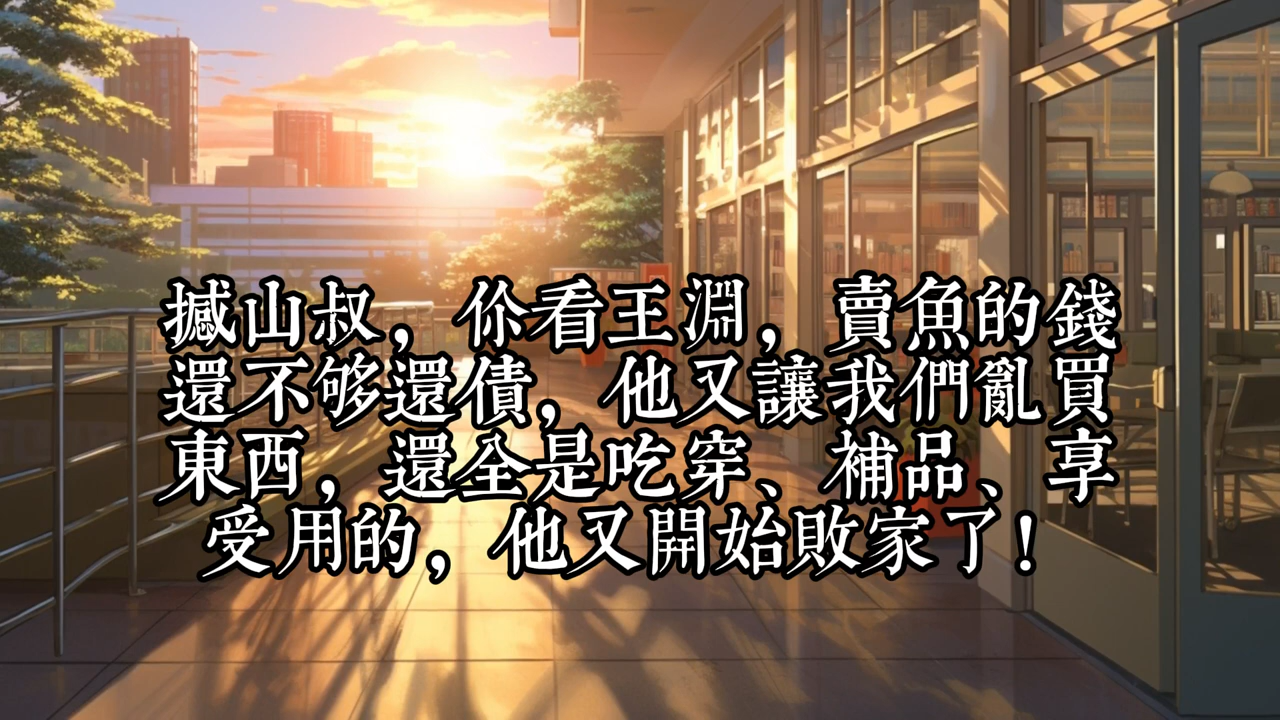 撼山叔，你看王淵，賣魚的錢
還不够還債，他又讓我們亂買
東西，還全是吃穿、補品、享
受用的，他又開始敗家了！